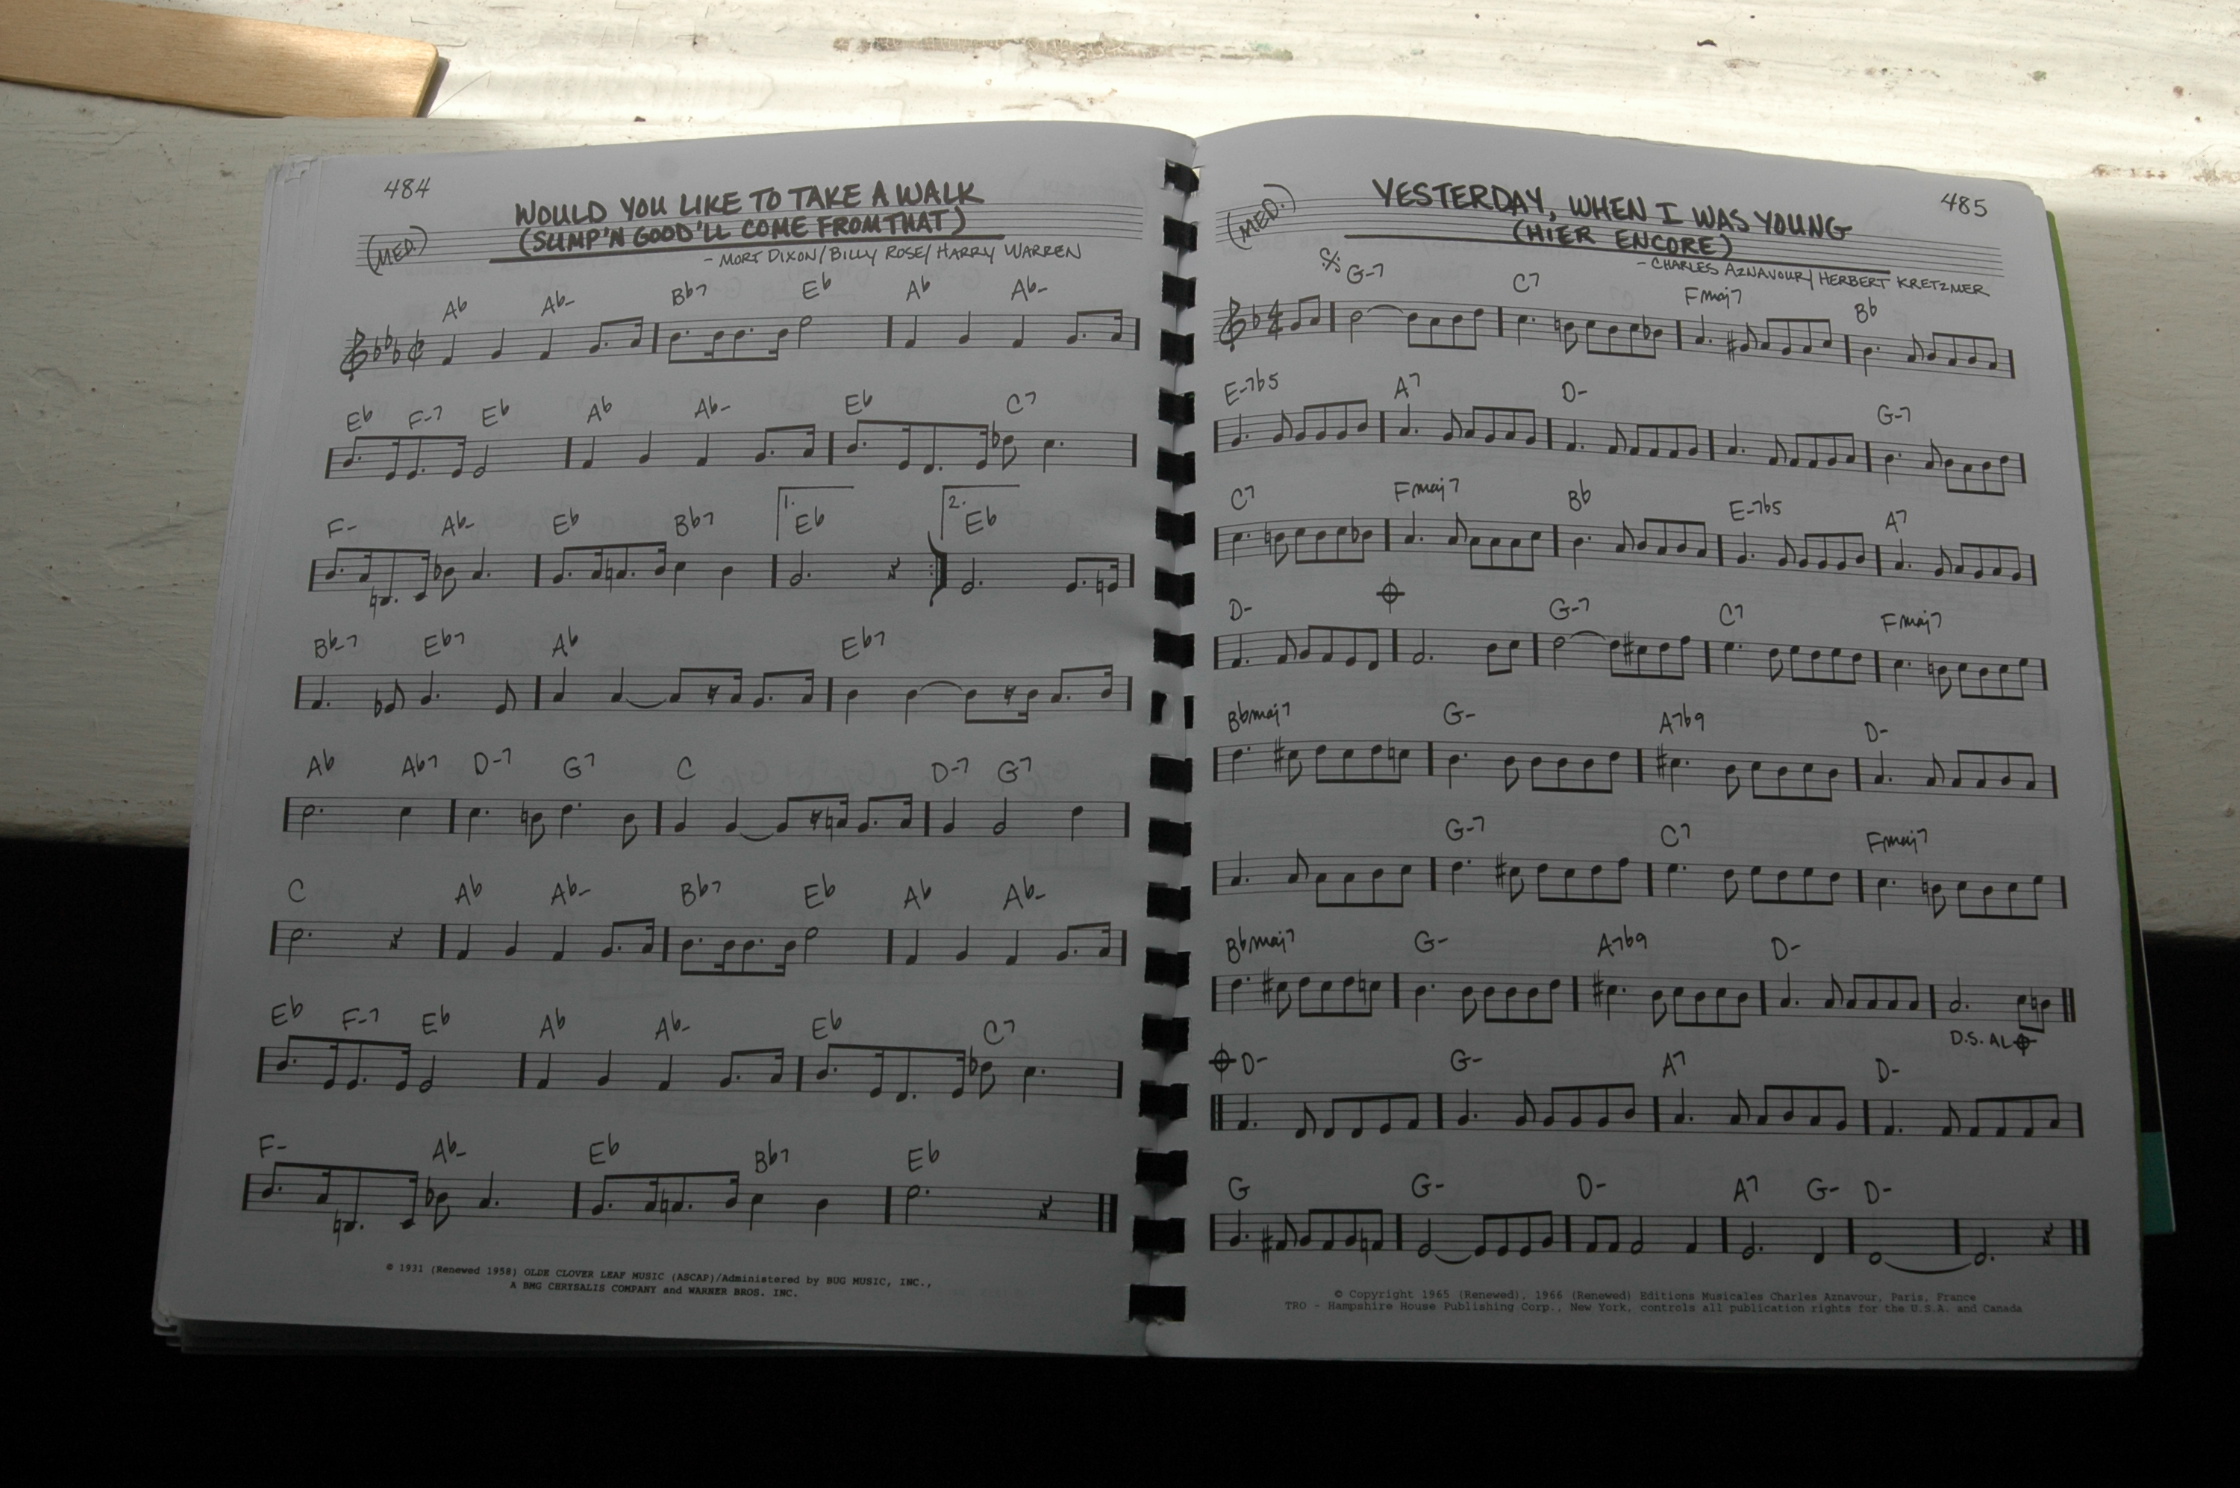 484
WOULD YOU LIKE TO TAKE A WALK
(SUMP'N GOOD'LL COME FROM THAT)
(MED.)
- MORT DIXON/BILLY ROSE/HARRY WARREN
Ab Ab- Bb7 Eb Ab Ab-
Eb F-7 Eb Ab Ab- Eb C7
F- Ab- Eb Bb7 1. Eb 2. Eb
Bb-7 Eb7 Ab Eb7
Ab Ab7 D-7 G7 C D-7 G7
C Ab Ab- Bb7 Eb Ab Ab-
Eb F-7 Eb Ab Ab- Eb C7
F- Ab- Eb Bb7 Eb
© 1931 (Renewed 1958) OLDE CLOVER LEAF MUSIC (ASCAP)/Administered by BUG MUSIC, INC.,
A BMG CHRYSALIS COMPANY and WARNER BROS. INC.
485
YESTERDAY, WHEN I WAS YOUNG
(HIER ENCORE)
(MED.)
- CHARLES AZNAVOUR/HERBERT KRETZMER
G-7 C7 Fmaj7 Bb
E-7b5 A7 D- G-7
C7 Fmaj7 Bb E-7b5 A7
D- G-7 C7 Fmaj7
Bbmaj7 G- A7b9 D-
G-7 C7 Fmaj7
Bbmaj7 G- A7b9 D-
D.S. AL
D- G- A7 D-
G G- D- A7 G- D-
© Copyright 1965 (Renewed), 1966 (Renewed) Editions Musicales Charles Aznavour, Paris, France
TRO - Hampshire House Publishing Corp., New York, controls all publication rights for the U.S.A. and Canada